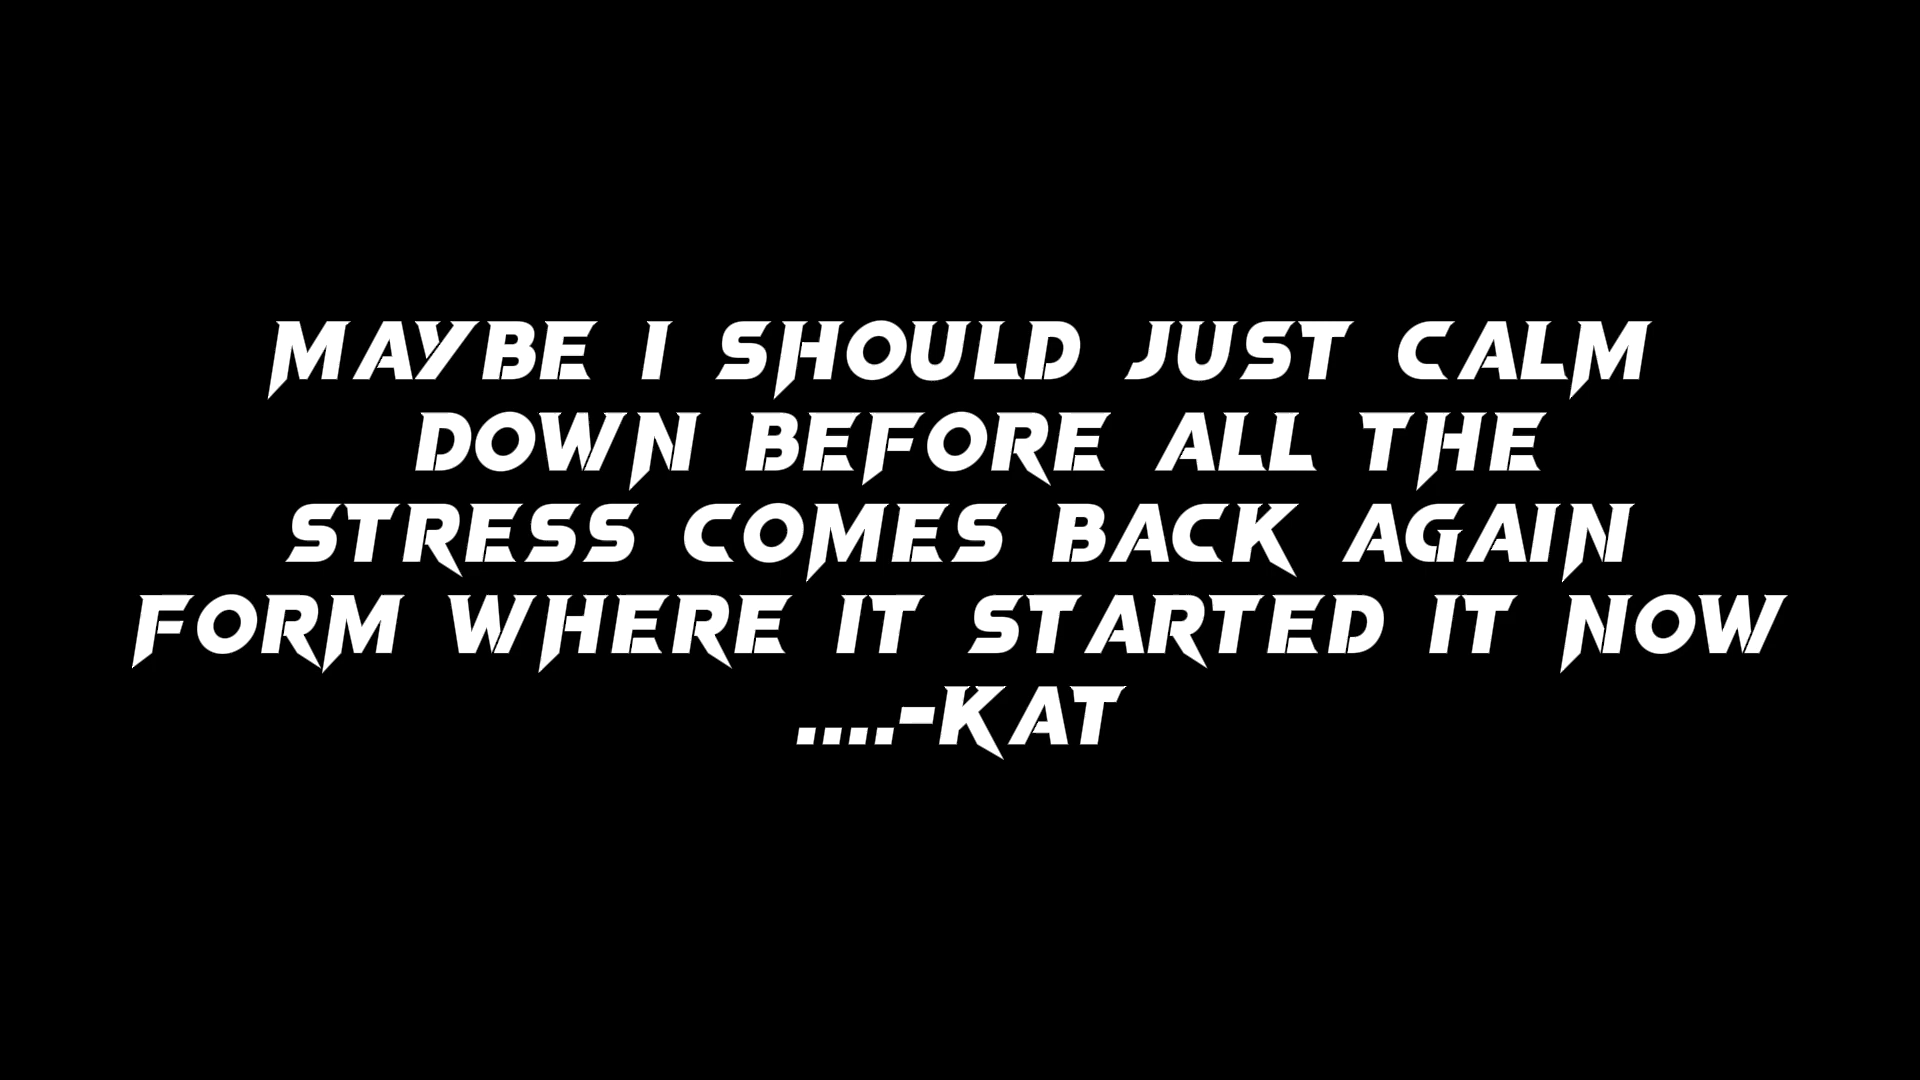 MAYBE I SHOULD JUST CALM
DOWN BEFORE ALL THE
STRESS COMES BACK AGAIN
FORM WHERE IT STARTED IT NOW
....-KAT